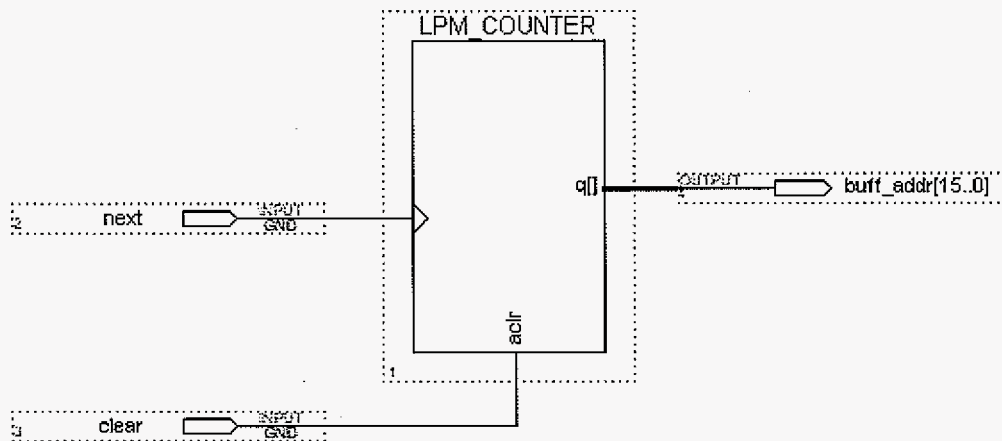 LPM_COUNTER
q[]
OUTPUT
buff_addr[15..0]
2
next
INPUT
GND
aclr
1
3
clear
INPUT
GND